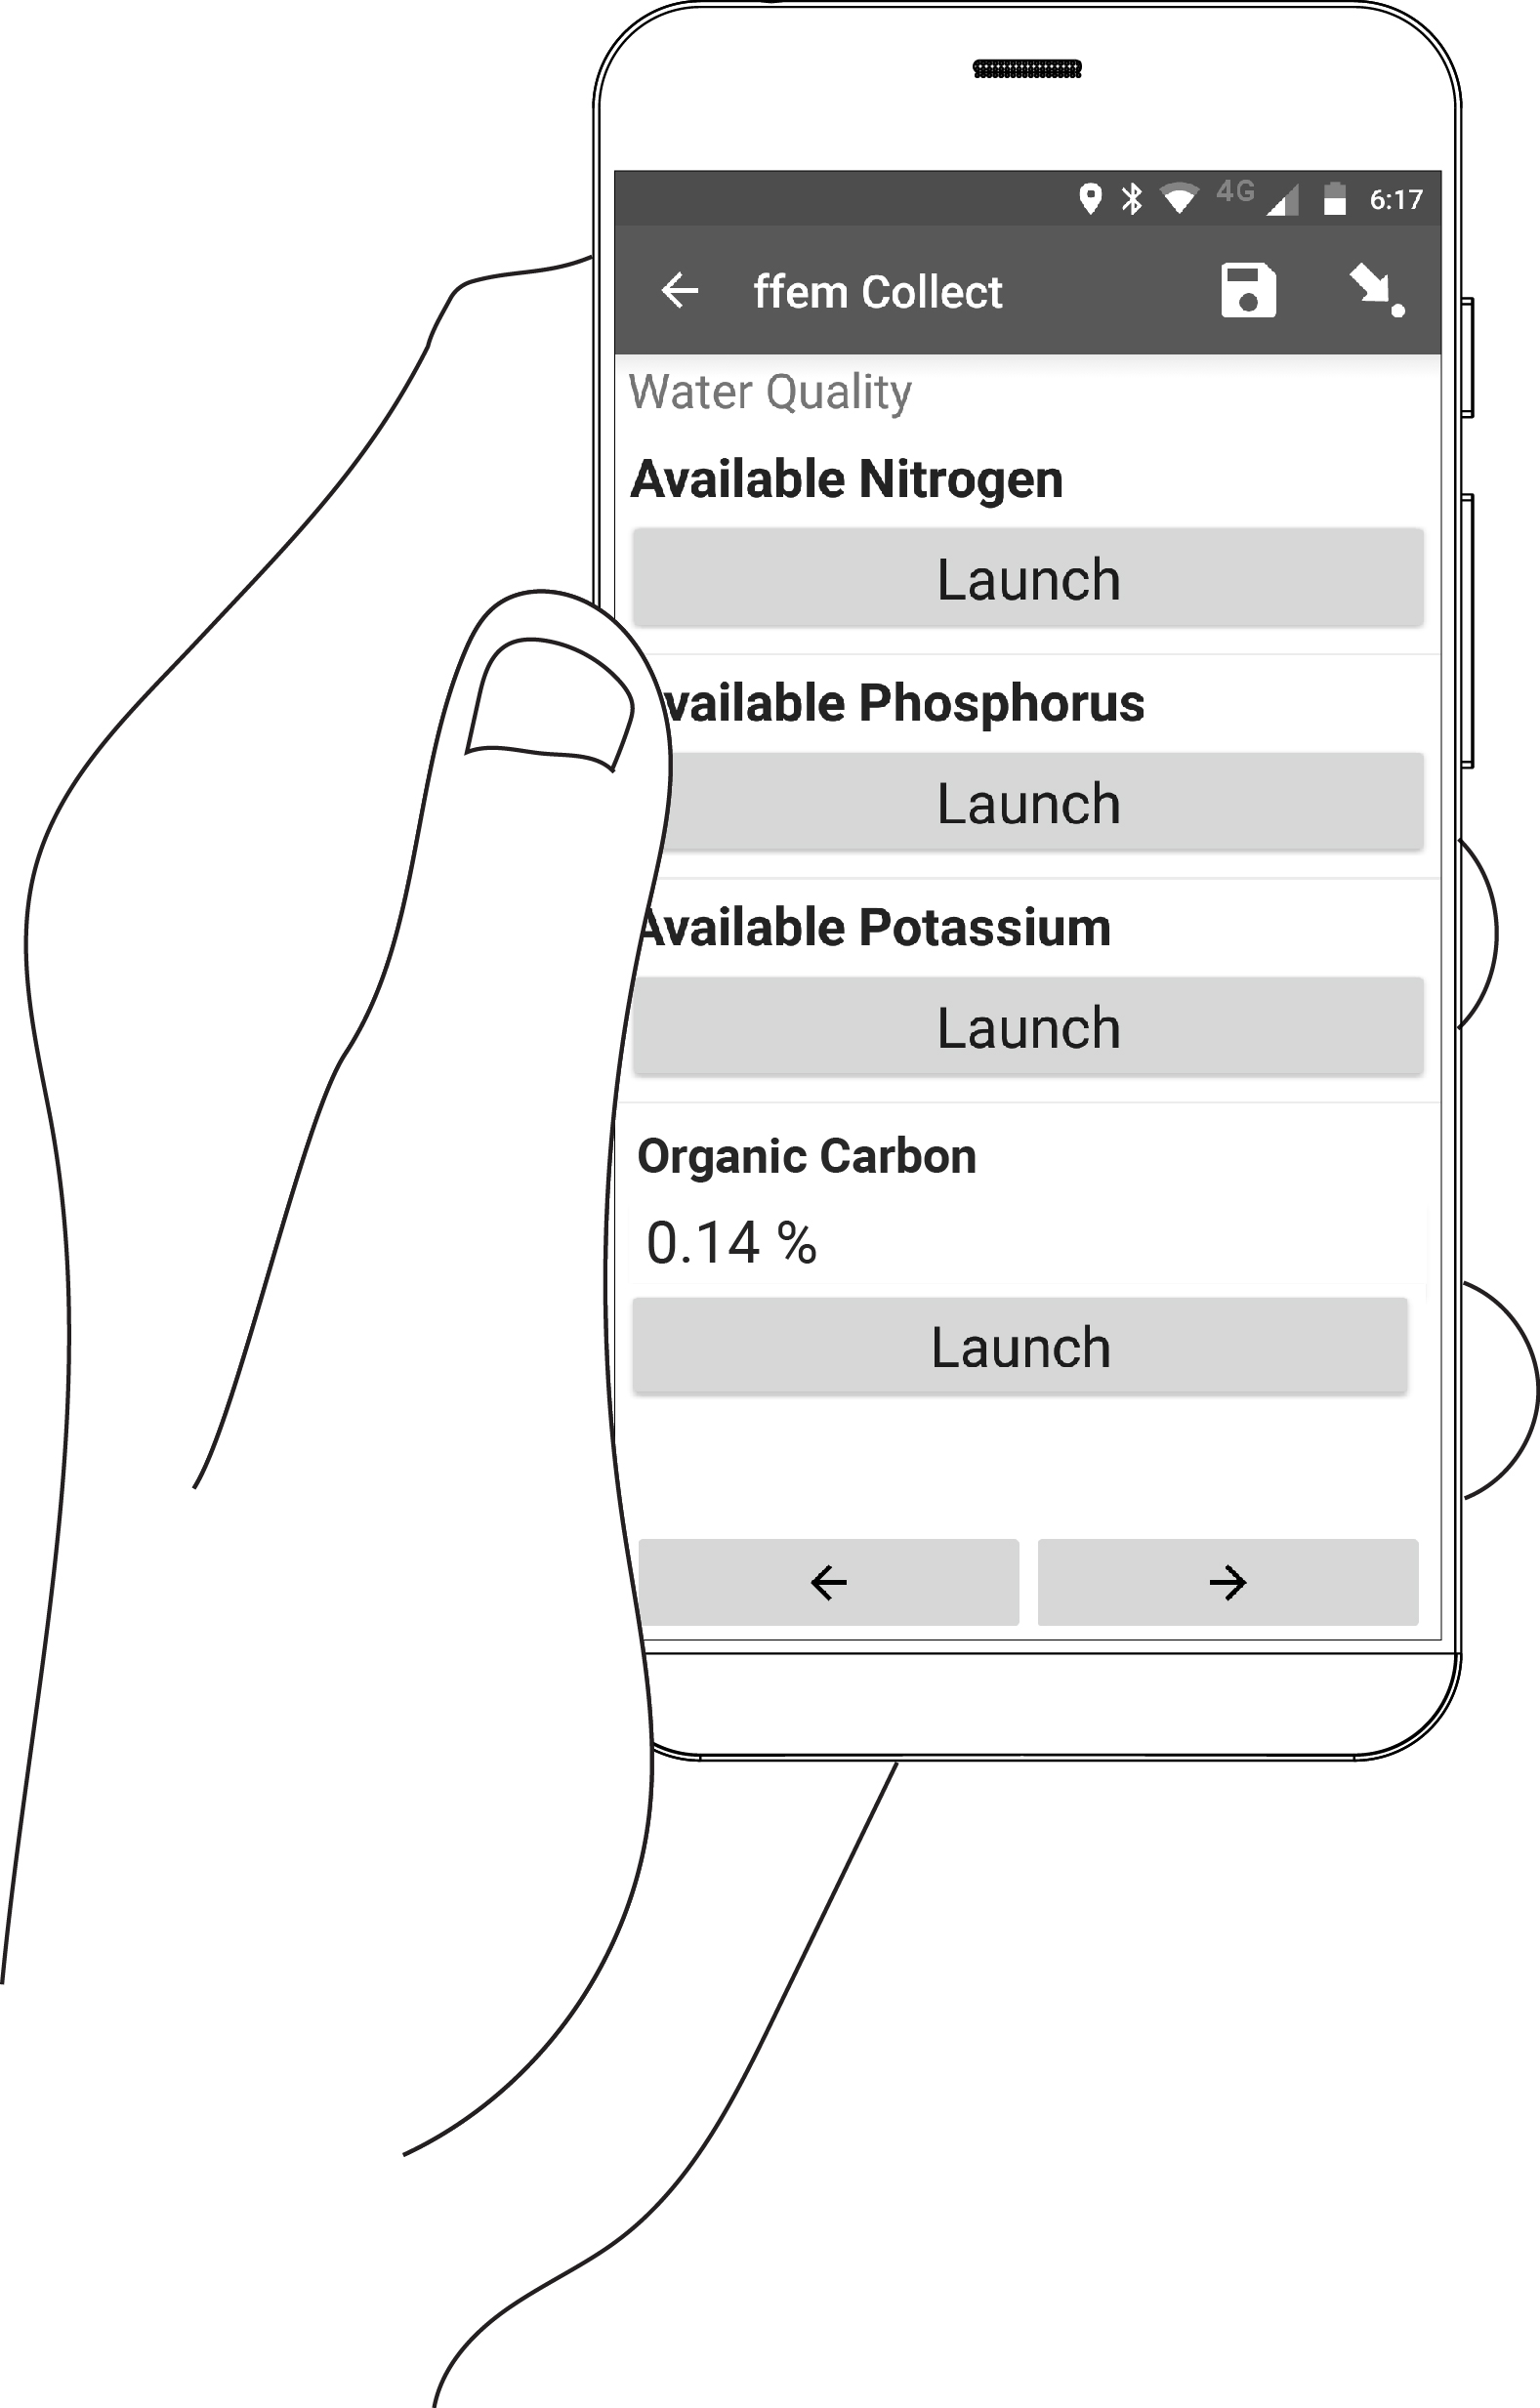 4G 6:17
ffem Collect
Water Quality
Available Nitrogen
Launch
vailable Phosphorus
Launch
Available Potassium
Launch
Organic Carbon
0.14 %
Launch